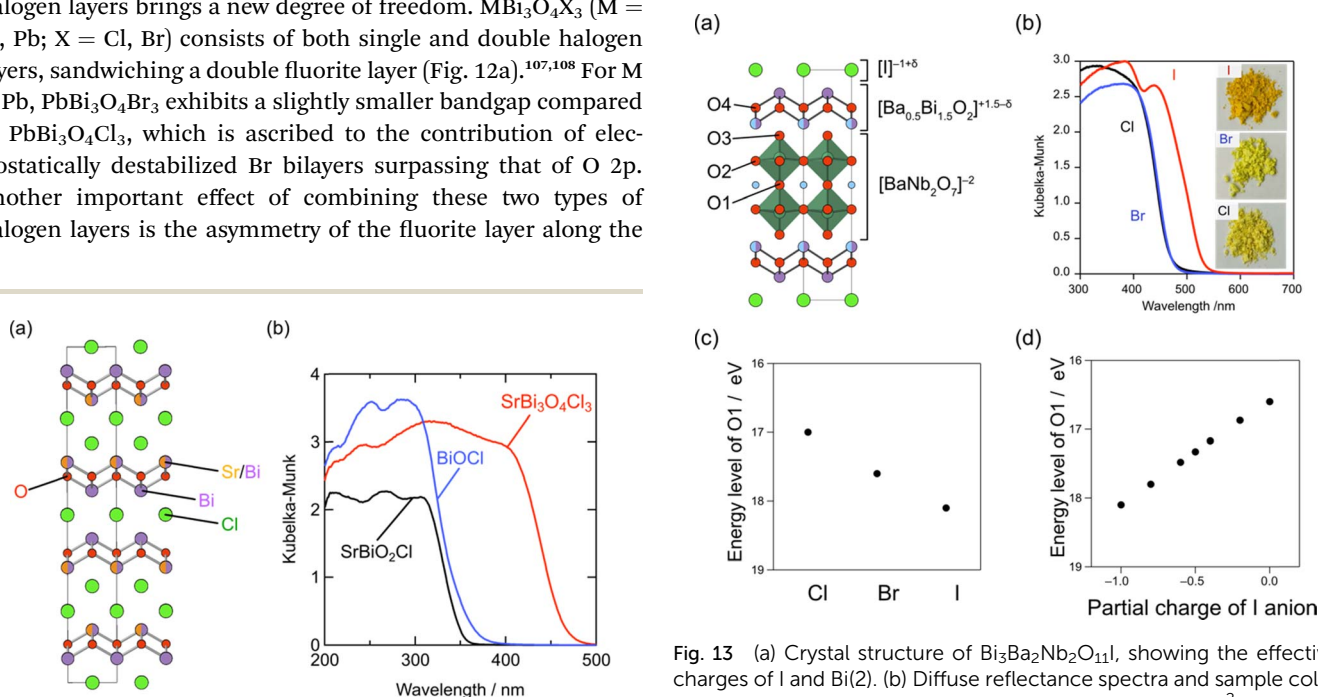 alogen layers brings a new degree of freedom. MBi₃O₄X₃ (M =
, Pb; X = Cl, Br) consists of both single and double halogen
yers, sandwiching a double fluorite layer (Fig. 12a).¹⁰⁷,¹⁰⁸ For M
Pb, PbBi₃O₄Br₃ exhibits a slightly smaller bandgap compared
PbBi₃O₄Cl₃, which is ascribed to the contribution of elec-
ostatically destabilized Br bilayers surpassing that of O 2p.
nother important effect of combining these two types of
alogen layers is the asymmetry of the fluorite layer along the
(a)
O
Sr/Bi
Bi
Cl
(b)
Kubelka-Munk
4
3
2
1
0
SrBi₃O₄Cl₃
BiOCl
SrBiO₂Cl
200 300 400 500
Wavelength / nm
(a)
[I]⁻¹⁺δ
O4
[Ba₀.₅Bi₁.₅O₂]⁺¹·⁵⁻δ
O3
O2
O1
[BaNb₂O₇]⁻²
(b)
Kubelka-Munk
3.0
2.5
2.0
1.5
1.0
0.5
0.0
I
Cl
Br
I
Br
Cl
300 400 500 600 700
Wavelength /nm
(c)
Energy level of O1 / eV
16
17
18
19
Cl Br I
(d)
Energy level of O1 / eV
16
17
18
19
−1.0 −0.5 0.0
Partial charge of I anion
Fig. 13 (a) Crystal structure of Bi₃Ba₂Nb₂O₁₁I, showing the effectiv
charges of I and Bi(2). (b) Diffuse reflectance spectra and sample col